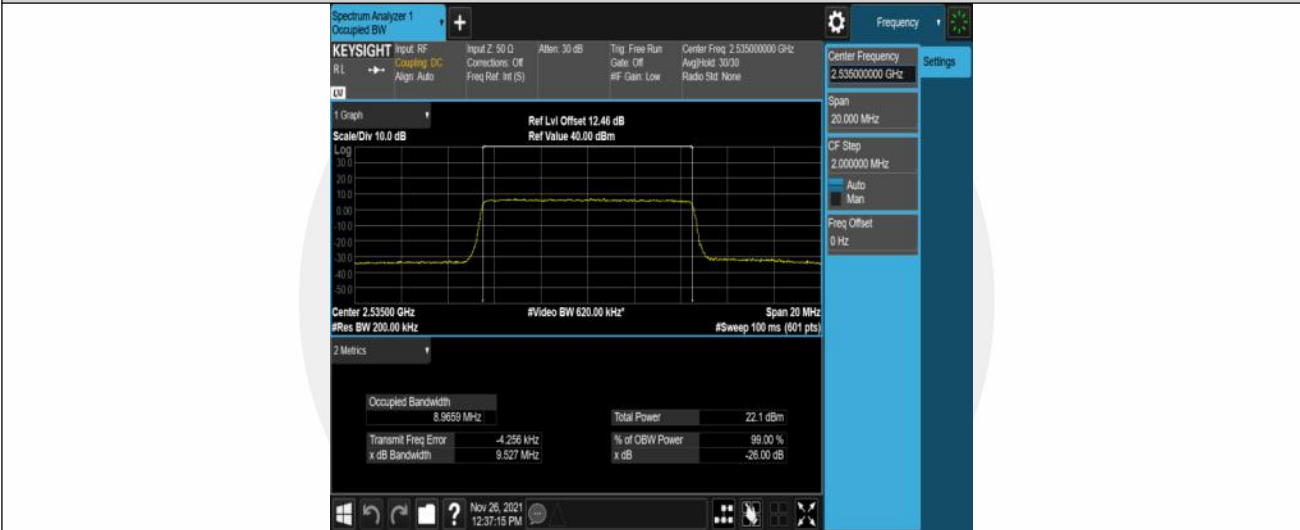 Spectrum Analyzer 1
Occupied BW
+
Frequency
KEYSIGHT
RL
LW
Input: RF
Coupling: DC
Align: Auto
Input Z: 50 Ω
Corrections: Off
Freq Ref: Int (S)
Atten: 30 dB
Trig: Free Run
Gate: Off
#IF Gain: Low
Center Freq: 2.535000000 GHz
Avg|Hold: 30/30
Radio Std: None
1 Graph
Scale/Div 10.0 dB
Ref Lvl Offset 12.46 dB
Ref Value 40.00 dBm
Log
30.0
20.0
10.0
0.00
-10.0
-20.0
-30.0
-40.0
-50.0
Center 2.53500 GHz
#Video BW 620.00 kHz*
Span 20 MHz
#Res BW 200.00 kHz
#Sweep 100 ms (601 pts)
2 Metrics
Occupied Bandwidth
8.9659 MHz
Total Power 22.1 dBm
Transmit Freq Error -4.256 kHz
% of OBW Power 99.00 %
x dB Bandwidth 9.527 MHz
x dB -26.00 dB
Center Frequency
2.535000000 GHz
Settings
Span
20.000 MHz
CF Step
2.000000 MHz
Auto
Man
Freq Offset
0 Hz
?
Nov 26, 2021
12:37:15 PM